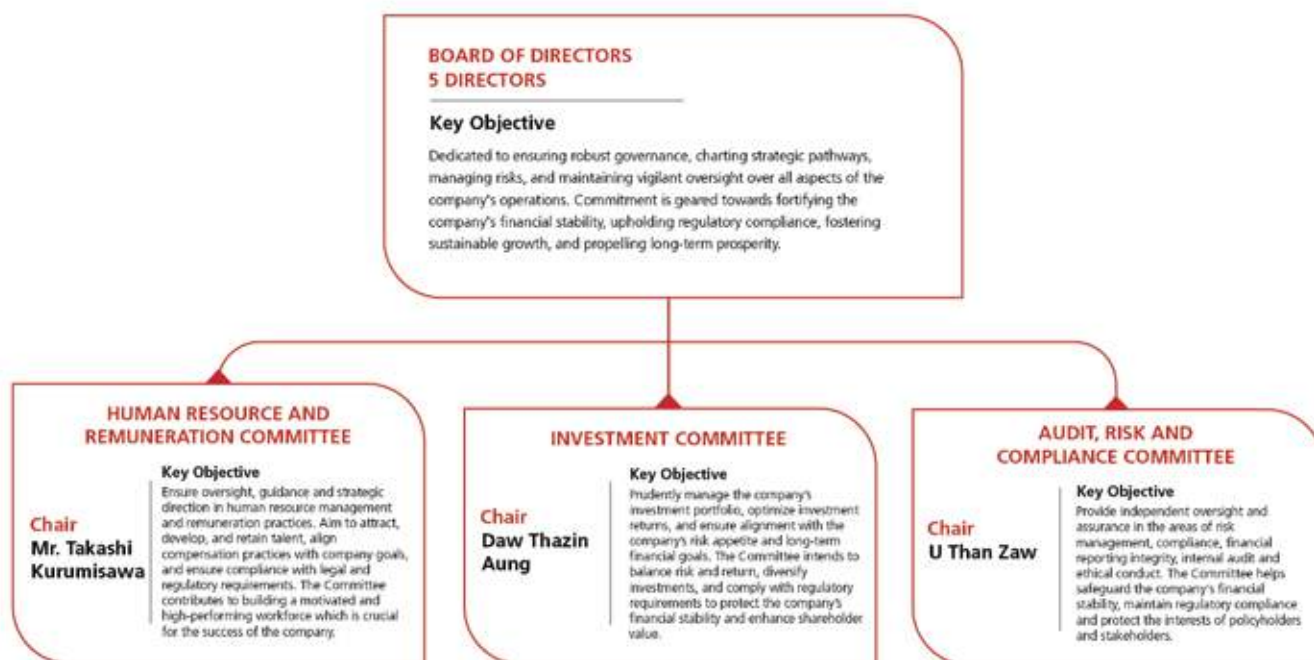 BOARD OF DIRECTORS
5 DIRECTORS
Key Objective
Dedicated to ensuring robust governance, charting strategic pathways,
managing risks, and maintaining vigilant oversight over all aspects of the
company's operations. Commitment is geared towards fortifying the
company's financial stability, upholding regulatory compliance, fostering
sustainable growth, and propelling long-term prosperity.
HUMAN RESOURCE AND
REMUNERATION COMMITTEE
Chair
Mr. Takashi
Kurumisawa
Key Objective
Ensure oversight, guidance and strategic
direction in human resource management
and remuneration practices. Aim to attract,
develop, and retain talent, align
compensation practices with company goals,
and ensure compliance with legal and
regulatory requirements. The Committee
contributes to building a motivated and
high-performing workforce which is crucial
for the success of the company.
INVESTMENT COMMITTEE
Chair
Daw Thazin
Aung
Key Objective
Prudently manage the company's
investment portfolio, optimize investment
returns, and ensure alignment with the
company's risk appetite and long-term
financial goals. The Committee intends to
balance risk and return, diversify
investments, and comply with regulatory
requirements to protect the company's
financial stability and enhance shareholder
value.
AUDIT, RISK AND
COMPLIANCE COMMITTEE
Chair
U Than Zaw
Key Objective
Provide independent oversight and
assurance in the areas of risk
management, compliance, financial
reporting integrity, internal audit and
ethical conduct. The Committee helps
safeguard the company's financial
stability, maintain regulatory compliance
and protect the interests of policyholders
and stakeholders.